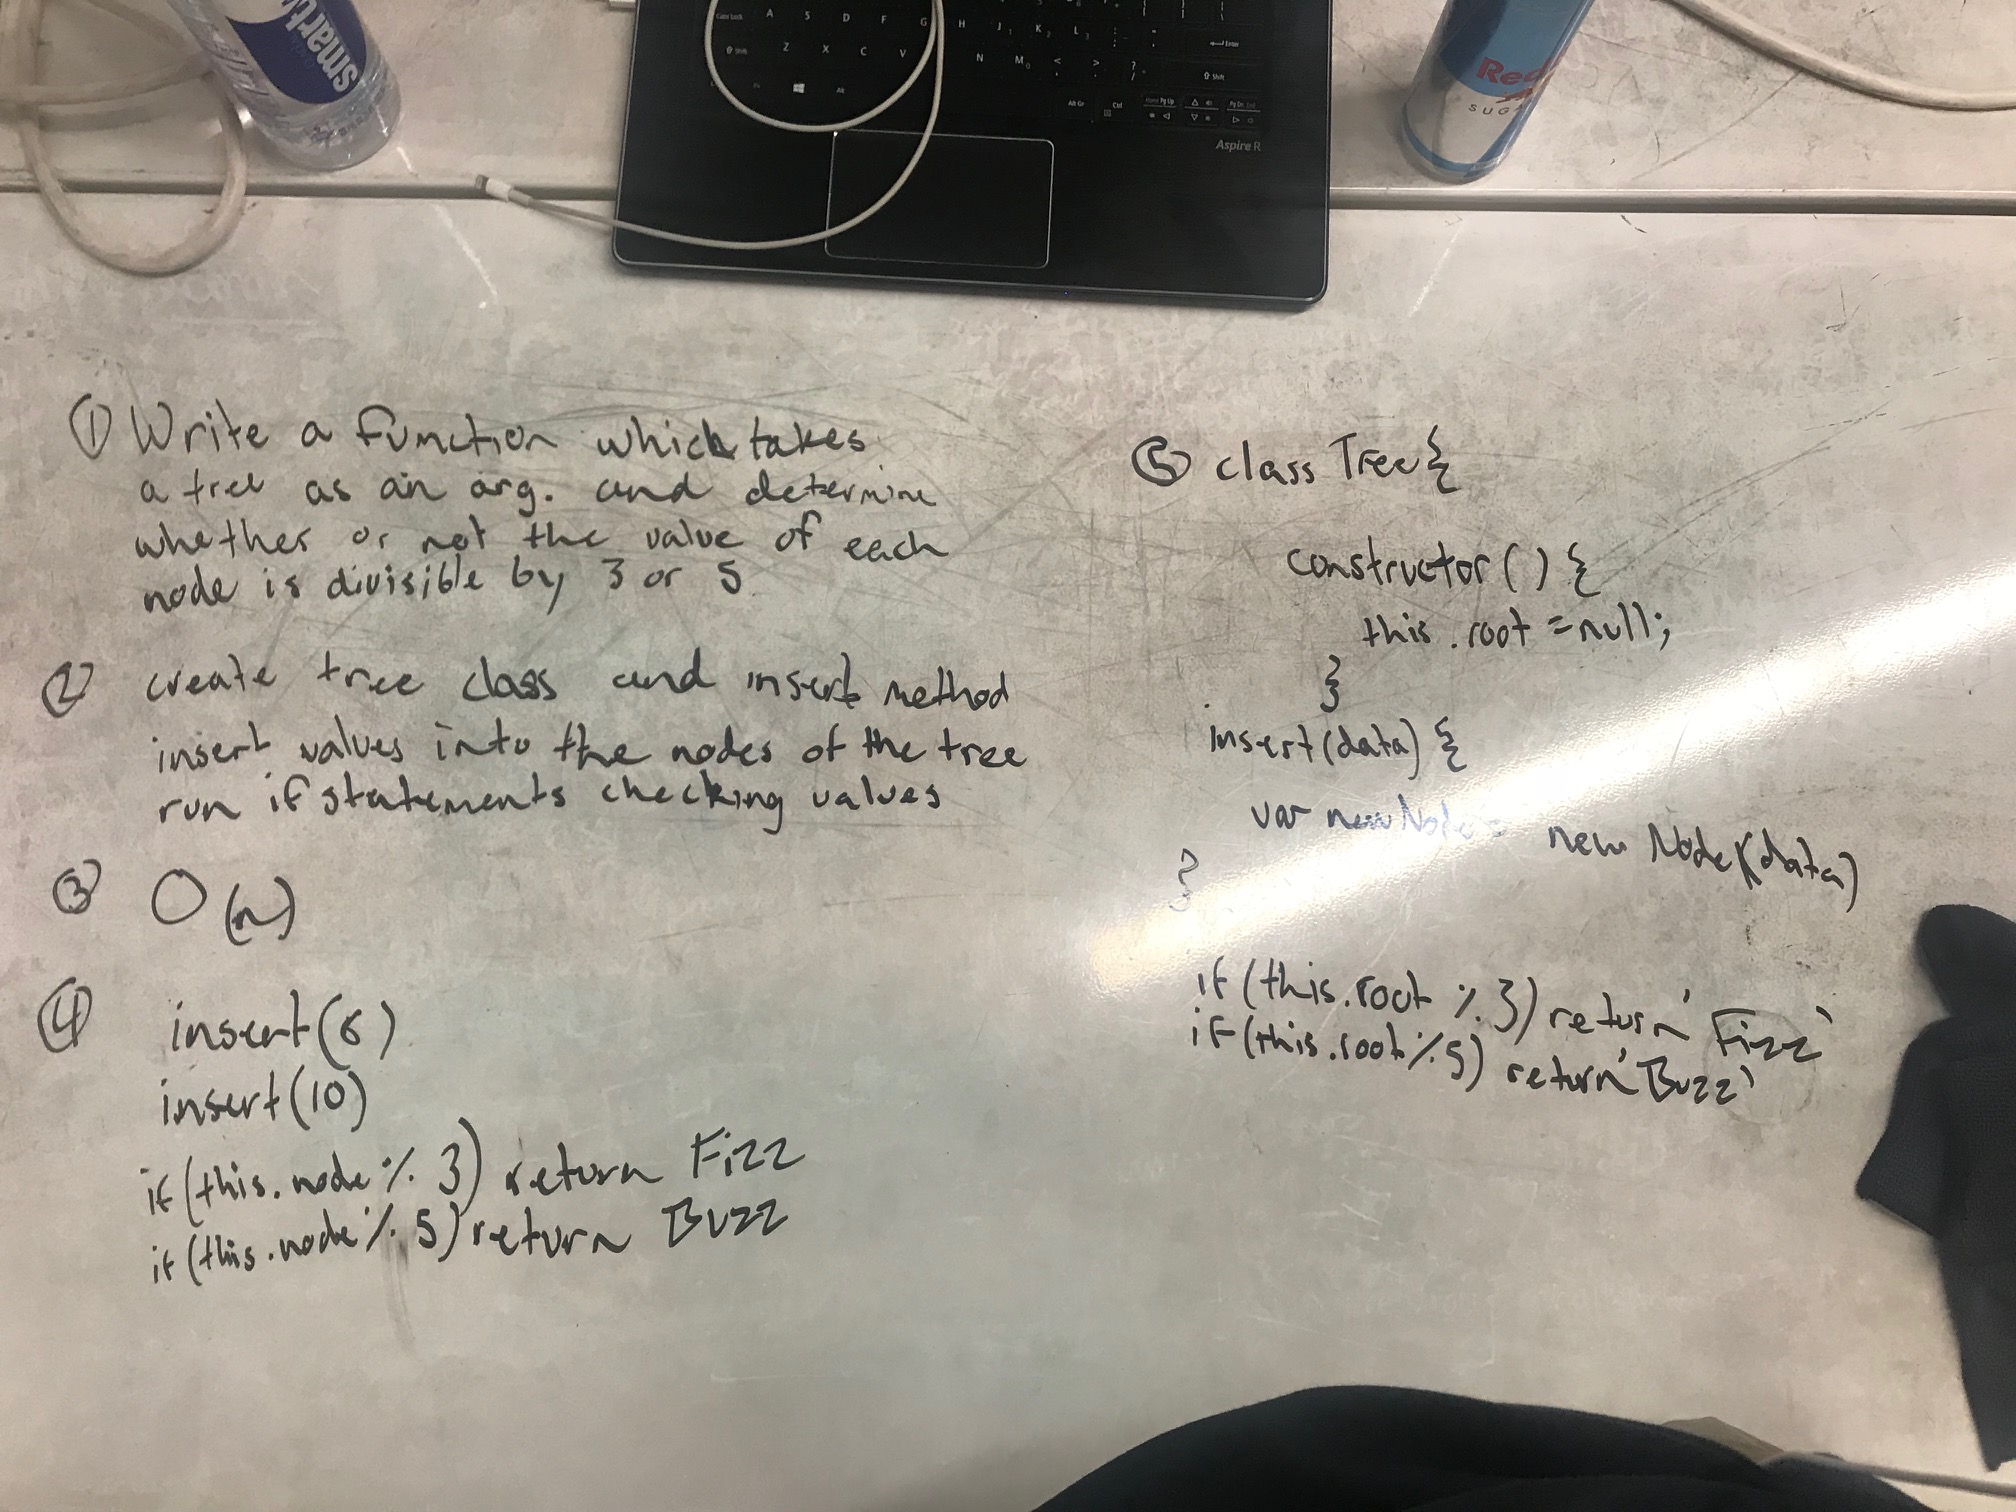 ① Write a function which takes
a tree as an arg. and determine
whether or not the value of each
node is divisible by 3 or 5
② create tree class and insert method
insert values into the nodes of the tree
run if statements checking values
③ O(n)
④ insert(6)
insert(10)
if(this.node % 3) return Fizz
if(this.node % 5) return Buzz
⑤ class Tree{
constructor() {
this.root = null;
}
insert(data) {
var newNode = new Node(data)
}
if(this.root % 3) return 'Fizz'
if(this.root % 5) return 'Buzz'
smart
Aspire R